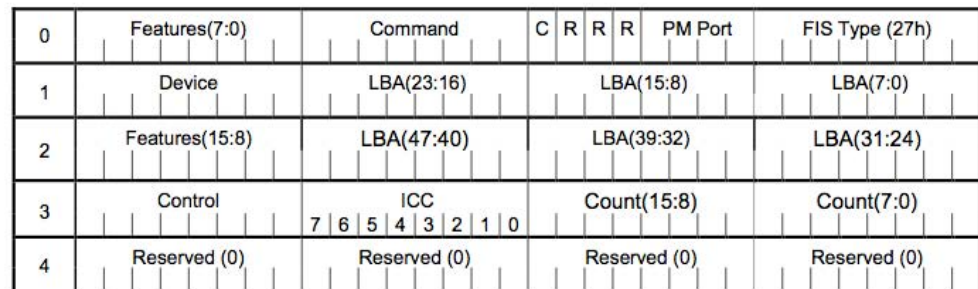 0 Features(7:0) Command C R R R PM Port FIS Type (27h)
1 Device LBA(23:16) LBA(15:8) LBA(7:0)
2 Features(15:8) LBA(47:40) LBA(39:32) LBA(31:24)
3 Control ICC Count(15:8) Count(7:0)
7 6 5 4 3 2 1 0
4 Reserved (0) Reserved (0) Reserved (0) Reserved (0)